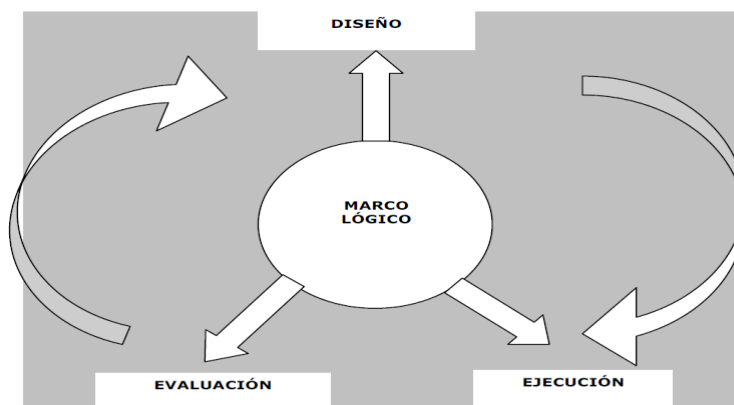 DISEÑO
MARCO
LÓGICO
EVALUACIÓN
EJECUCIÓN